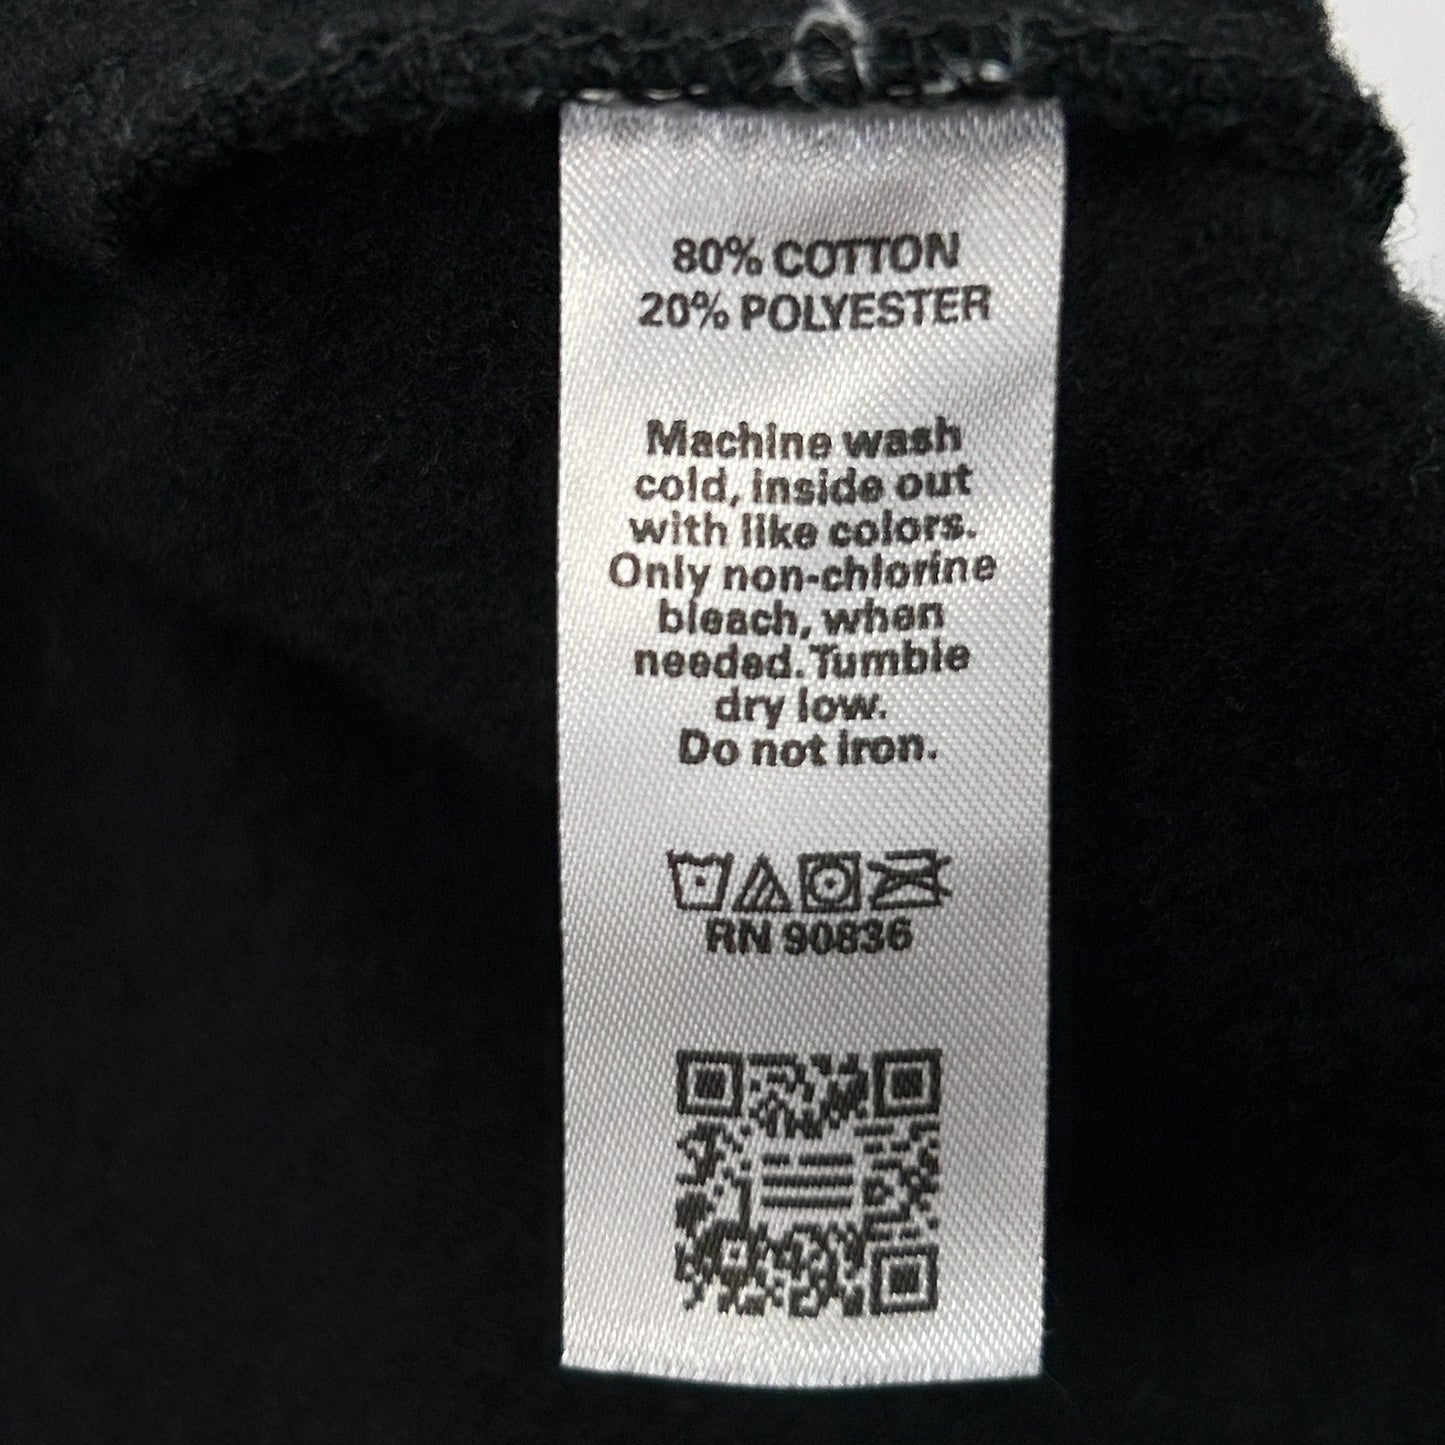 80% COTTON
20% POLYESTER
Machine wash
cold, inside out
with like colors.
Only non-chlorine
bleach, when
needed. Tumble
dry low.
Do not iron.
RN 90836